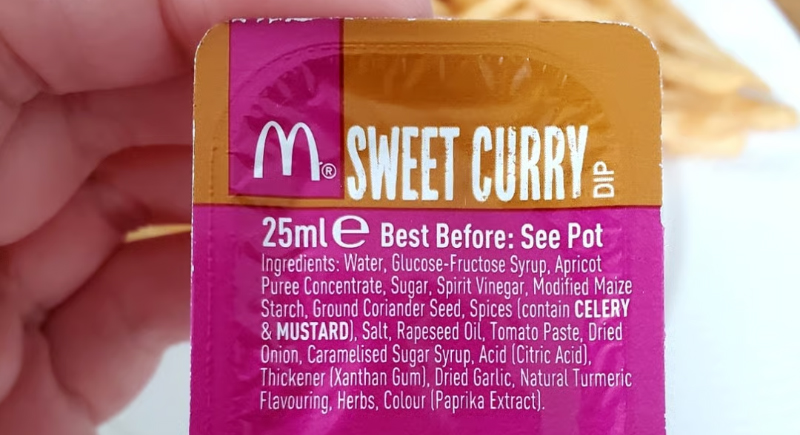 M® SWEET CURRY DIP
25ml e Best Before: See Pot
Ingredients: Water, Glucose-Fructose Syrup, Apricot
Puree Concentrate, Sugar, Spirit Vinegar, Modified Maize
Starch, Ground Coriander Seed, Spices (contain CELERY
& MUSTARD), Salt, Rapeseed Oil, Tomato Paste, Dried
Onion, Caramelised Sugar Syrup, Acid (Citric Acid),
Thickener (Xanthan Gum), Dried Garlic, Natural Turmeric
Flavouring, Herbs, Colour (Paprika Extract).